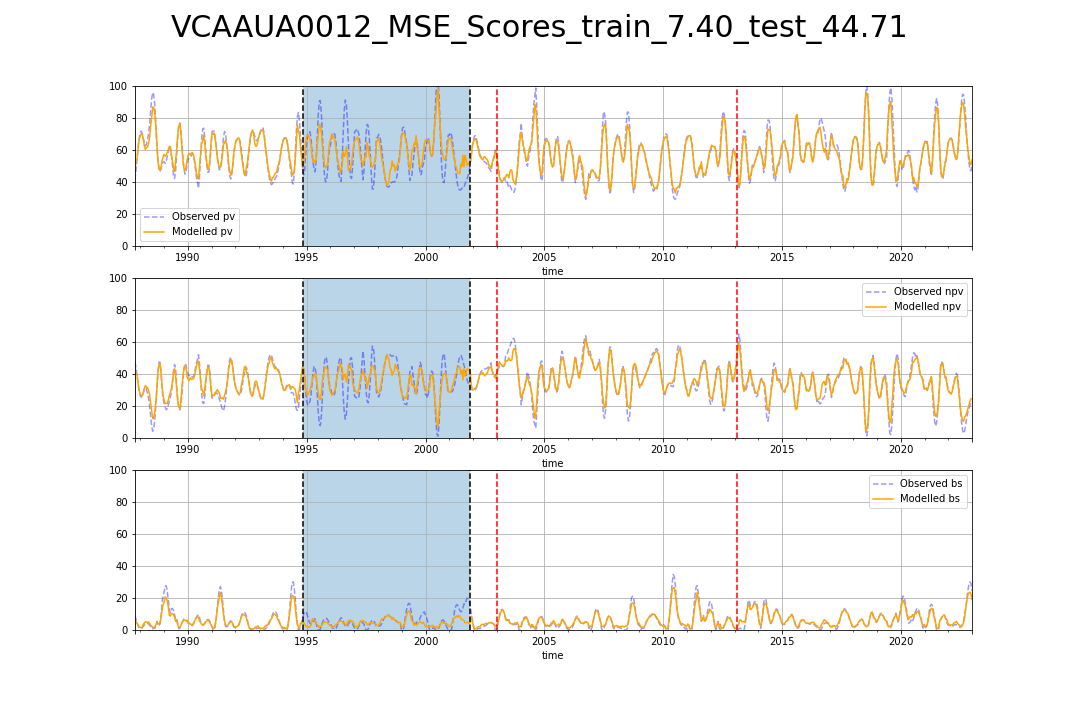 VCAAUA0012_MSE_Scores_train_7.40_test_44.71
100
80
60
40
20
0
Observed pv
Modelled pv
1990 1995 2000 2005 2010 2015 2020
time
100
80
60
40
20
0
Observed npv
Modelled npv
1990 1995 2000 2005 2010 2015 2020
time
100
80
60
40
20
0
Observed bs
Modelled bs
1990 1995 2000 2005 2010 2015 2020
time